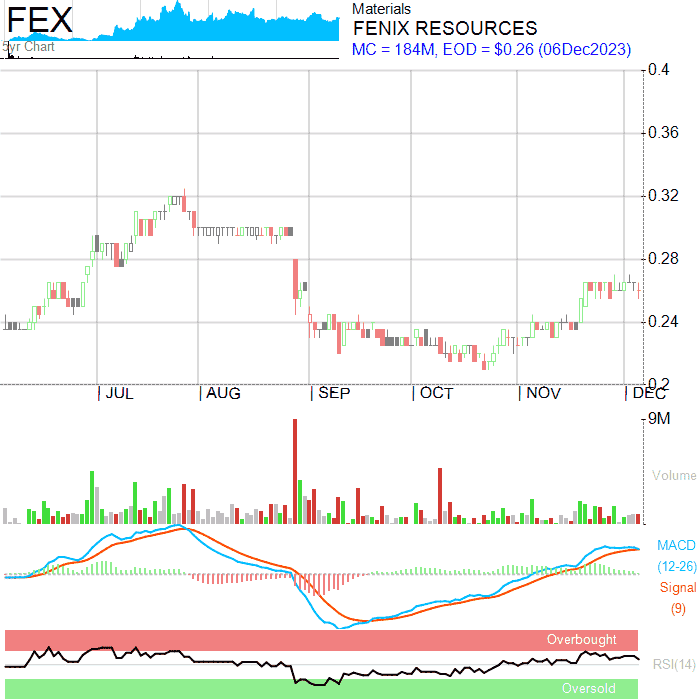 FEX
5yr Chart
Materials
FENIX RESOURCES
MC = 184M, EOD = $0.26 (06Dec2023)
0.4
0.36
0.32
0.28
0.24
0.2
JUL AUG SEP OCT NOV DEC
9M
Volume
MACD
(12-26)
Signal
(9)
Overbought
RSI(14)
Oversold